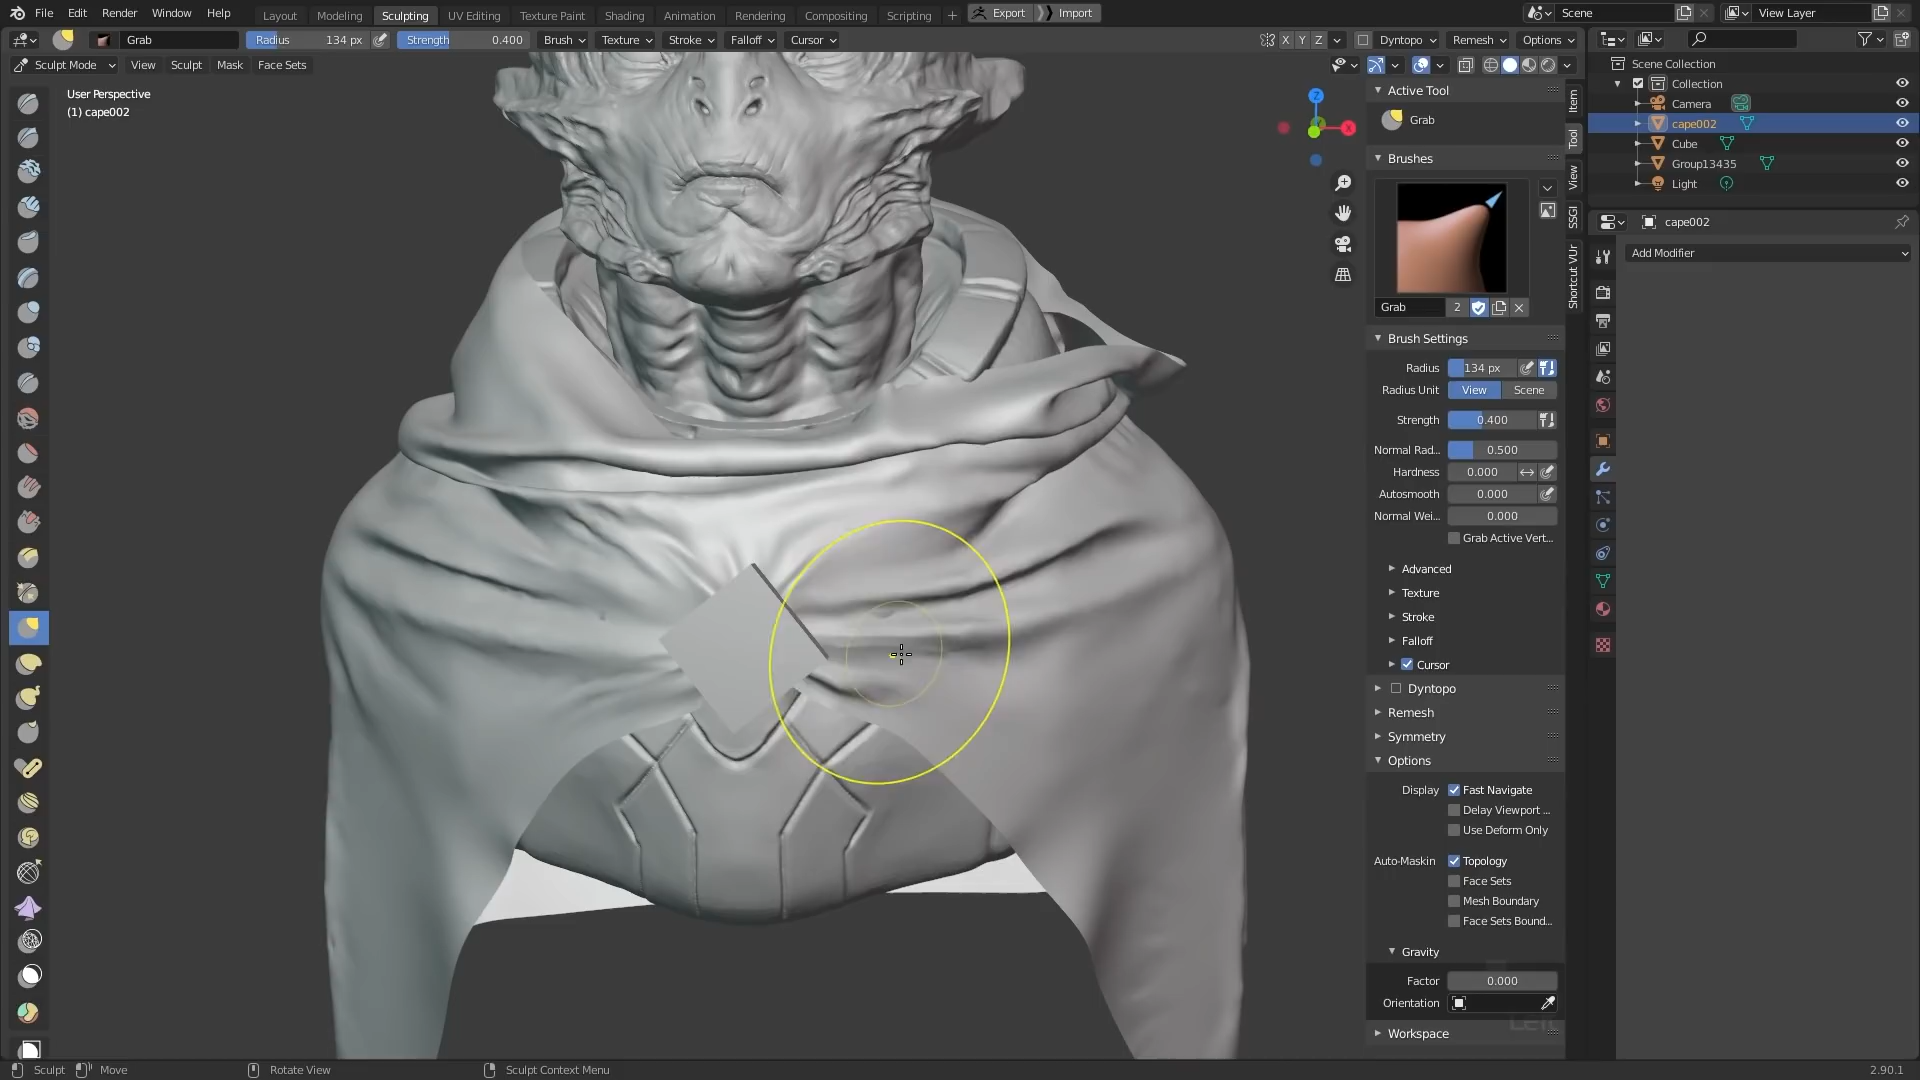 File Edit Render Window Help Layout Modeling Sculpting UV Editing Texture Paint Shading Animation Rendering Compositing Scripting + Export Import Scene View Layer
Grab Radius 134 px Strength 0.400 Brush Texture Stroke Falloff Cursor X Y Z Dyntopo Remesh Options
Sculpt Mode View Sculpt Mask Face Sets
User Perspective
(1) cape002
Z
X
Active Tool
Grab
Brushes
Grab 2
Brush Settings
Radius 134 px
Radius Unit View Scene
Strength 0.400
Normal Rad... 0.500
Hardness 0.000
Autosmooth 0.000
Normal Wei... 0.000
Grab Active Vert...
Advanced
Texture
Stroke
Falloff
Cursor
Dyntopo
Remesh
Symmetry
Options
Display Fast Navigate
Delay Viewport ...
Use Deform Only
Auto-Maskin Topology
Face Sets
Mesh Boundary
Face Sets Bound...
Gravity
Factor 0.000
Orientation
Workspace
Item
Tool
View
SSGI
Shortcut VUr
Scene Collection
Collection
Camera
cape002
Cube
Group13435
Light
cape002
Add Modifier
Sculpt Move Rotate View Sculpt Context Menu 2.90.1